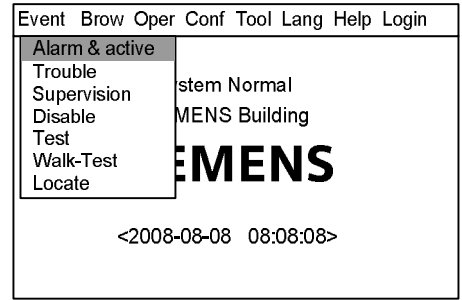 Event Brow Oper Conf Tool Lang Help Login
Alarm & active
Trouble
Supervision
Disable
Test
Walk-Test
Locate
stem Normal
MENS Building
EMENS
<2008-08-08 08:08:08>